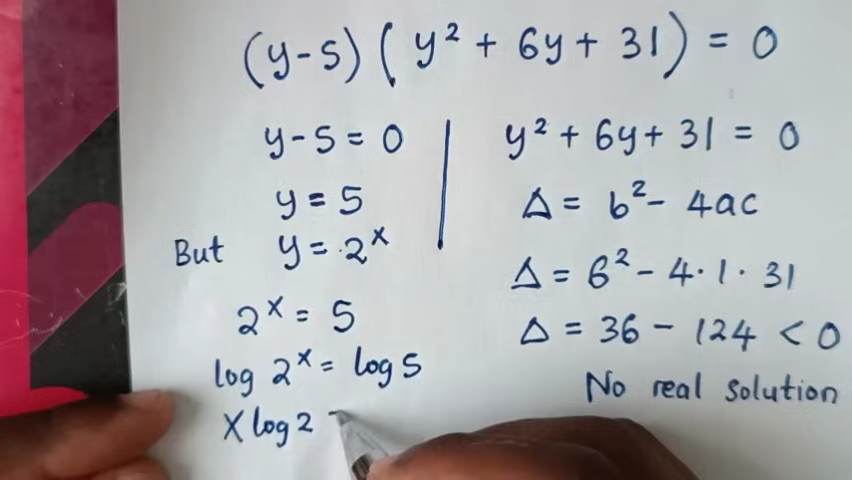 (y-5)(y² + 6y + 31) = 0
y-5 = 0
y = 5
But y = 2ˣ
2ˣ = 5
log 2ˣ = log 5
x log 2
y² + 6y + 31 = 0
Δ = b² - 4ac
Δ = 6² - 4·1·31
Δ = 36 - 124 < 0
No real solution